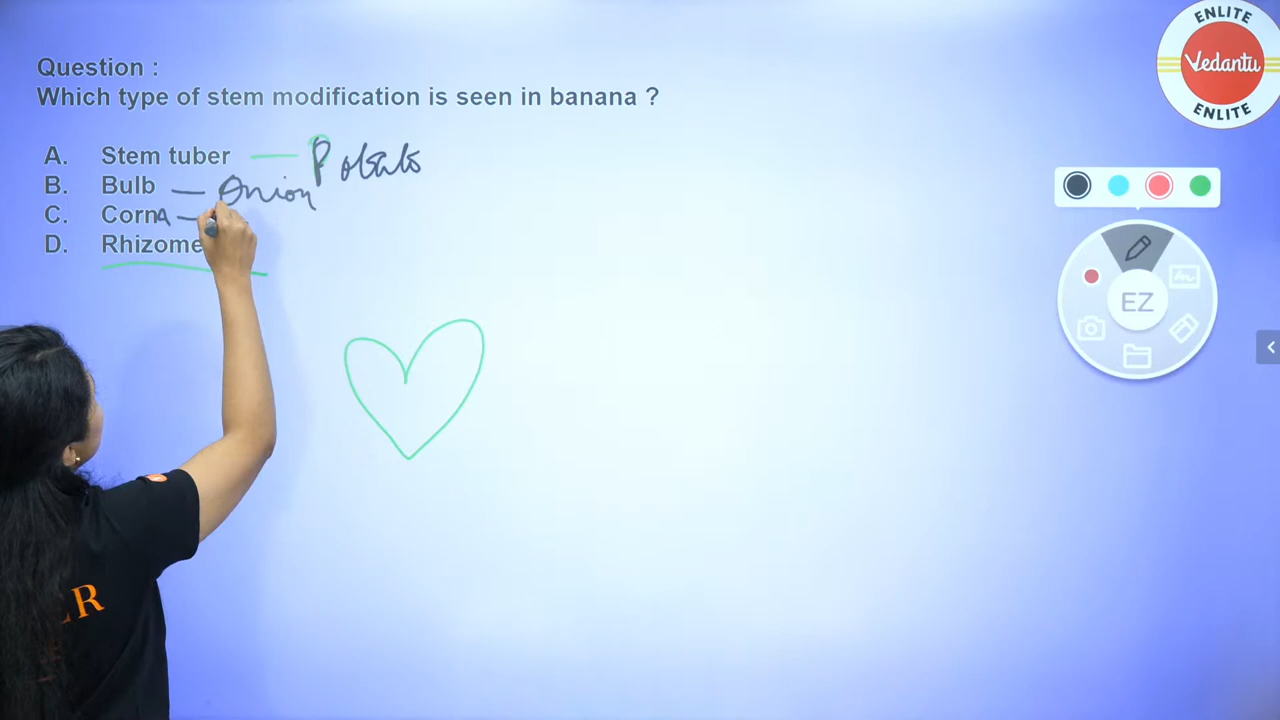 ENLITE
Vedantu
ENLITE
Question :
Which type of stem modification is seen in banana ?
A. Stem tuber — Potato
B. Bulb — Onion
C. Corn
D. Rhizome
EZ
R